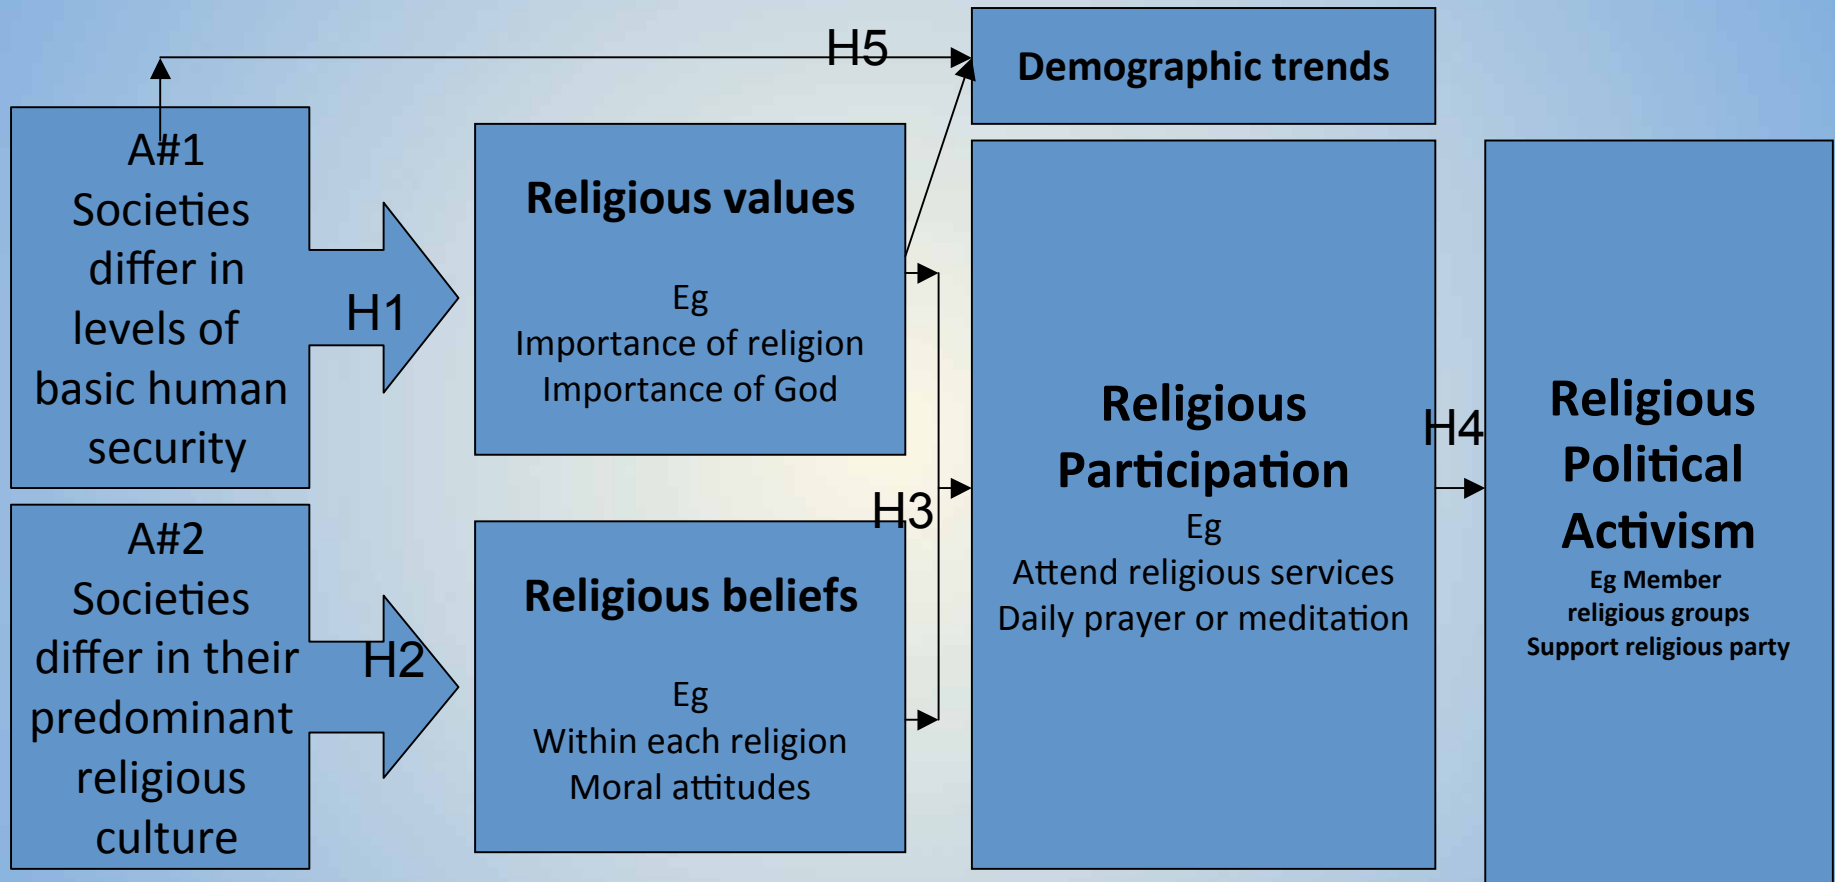 H5
Demographic trends
A#1
Societies
differ in
levels of
basic human
security
H1
Religious values
Eg
Importance of religion
Importance of God
A#2
Societies
differ in their
predominant
religious
culture
H2
Religious beliefs
Eg
Within each religion
Moral attitudes
H3
Religious
Participation
Eg
Attend religious services
Daily prayer or meditation
H4
Religious
Political
Activism
Eg Member
religious groups
Support religious party